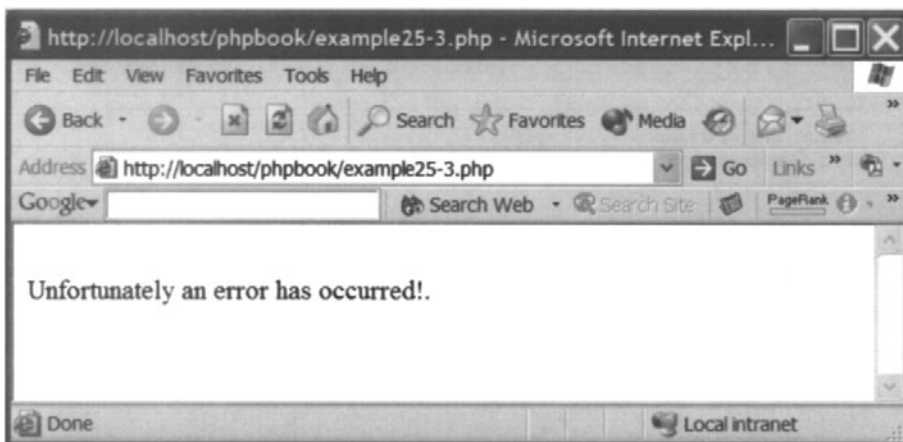 http://localhost/phpbook/example25-3.php - Microsoft Internet Expl...
File Edit View Favorites Tools Help
Back Search Favorites Media »
Address http://localhost/phpbook/example25-3.php Go Links »
Google Search Web Search Site PageRank »
Unfortunately an error has occurred!.
Done Local intranet